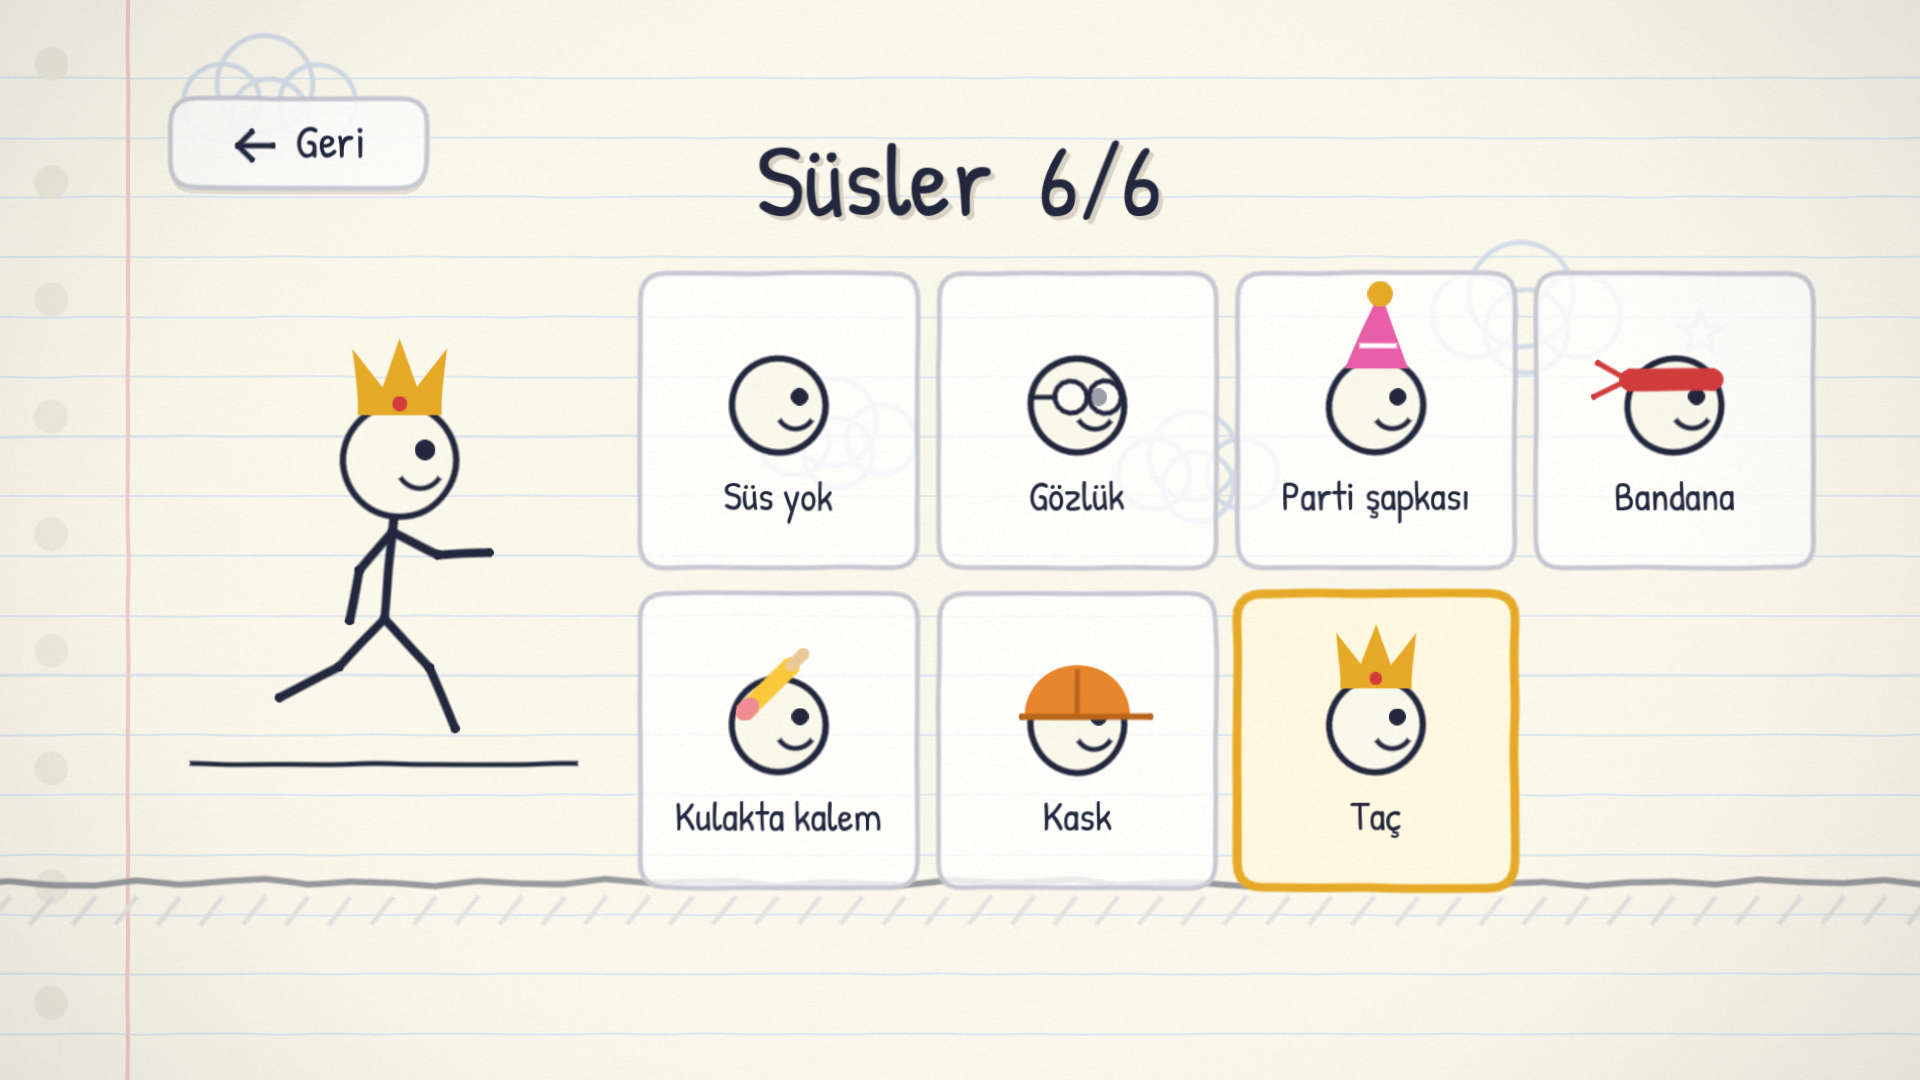 ← Geri
Süsler 6/6
Süs yok
Gözlük
Parti şapkası
Bandana
Kulakta kalem
Kask
Taç